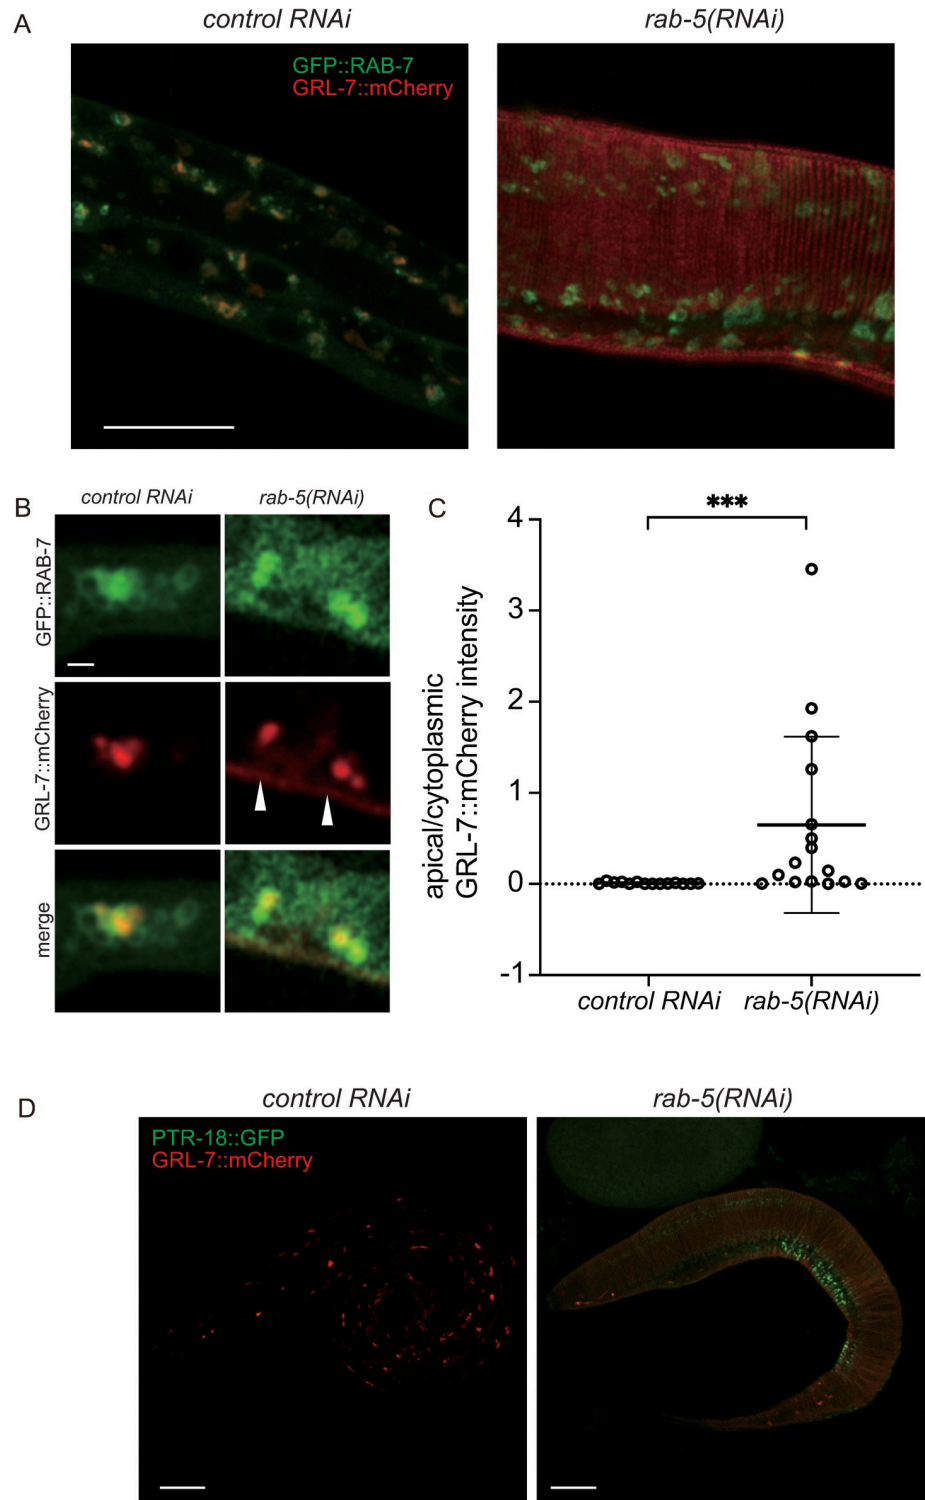 A
control RNAi
rab-5(RNAi)
GFP::RAB-7
GRL-7::mCherry
B
control RNAi
rab-5(RNAi)
GFP::RAB-7
GRL-7::mCherry
merge
C
***
apical/cytoplasmic
GRL-7::mCherry intensity
4
3
2
1
0
-1
control RNAi
rab-5(RNAi)
D
control RNAi
rab-5(RNAi)
PTR-18::GFP
GRL-7::mCherry